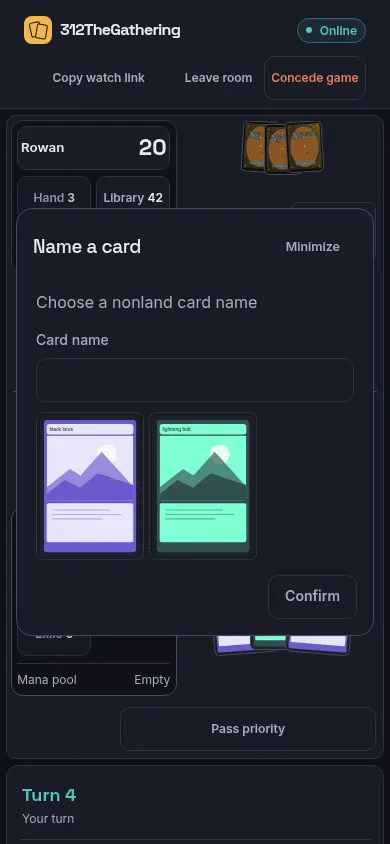 312TheGathering
Online
Copy watch link
Leave room
Concede game
Rowan
20
Hand 3
Library 42
Name a card
Minimize
Choose a nonland card name
Card name
black lotus
lightning bolt
Confirm
Mana pool
Empty
Pass priority
Turn 4
Your turn